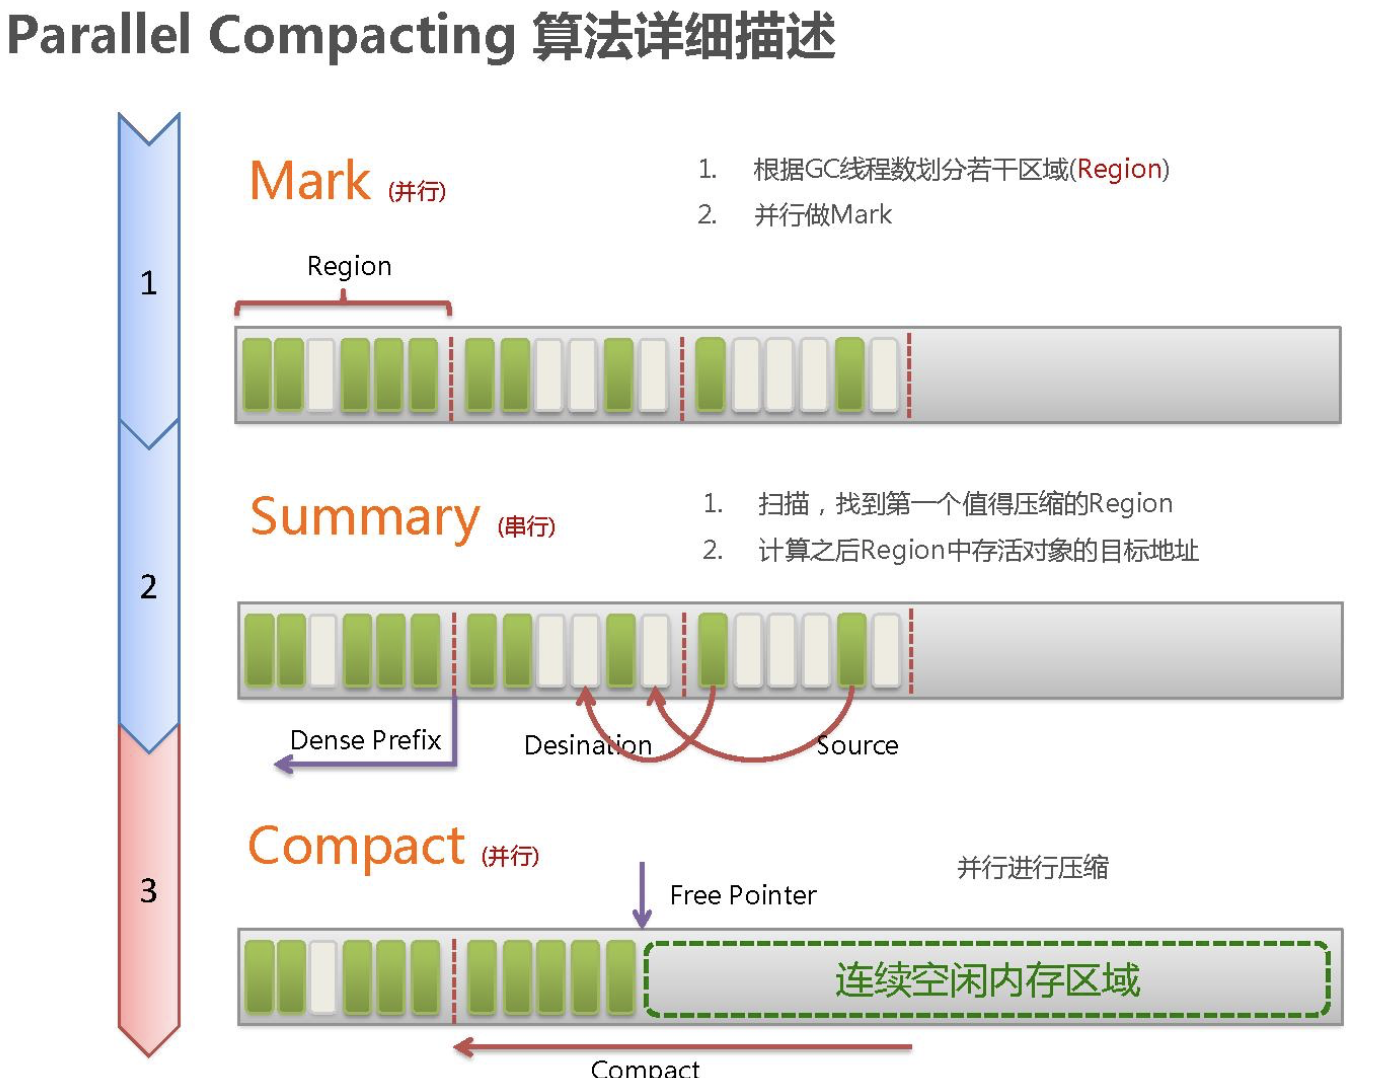 Parallel Compacting 算法详细描述
Mark (并行)
1. 根据GC线程数划分若干区域(Region)
2. 并行做Mark
Region
1
Summary (串行)
1. 扫描，找到第一个值得压缩的Region
2. 计算之后Region中存活对象的目标地址
2
Dense Prefix
Desination
Source
Compact (并行)
并行进行压缩
3
Free Pointer
连续空闲内存区域
Compact